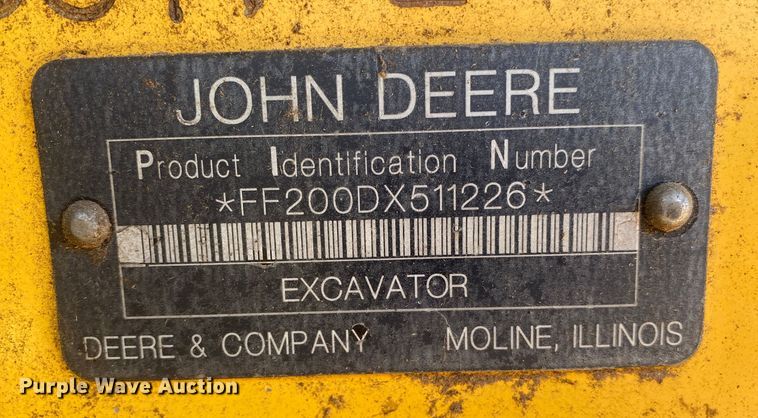 JOHN DEERE
Product Identification Number
*FF200DX511226*
EXCAVATOR
DEERE & COMPANY MOLINE, ILLINOIS
Purple Wave Auction